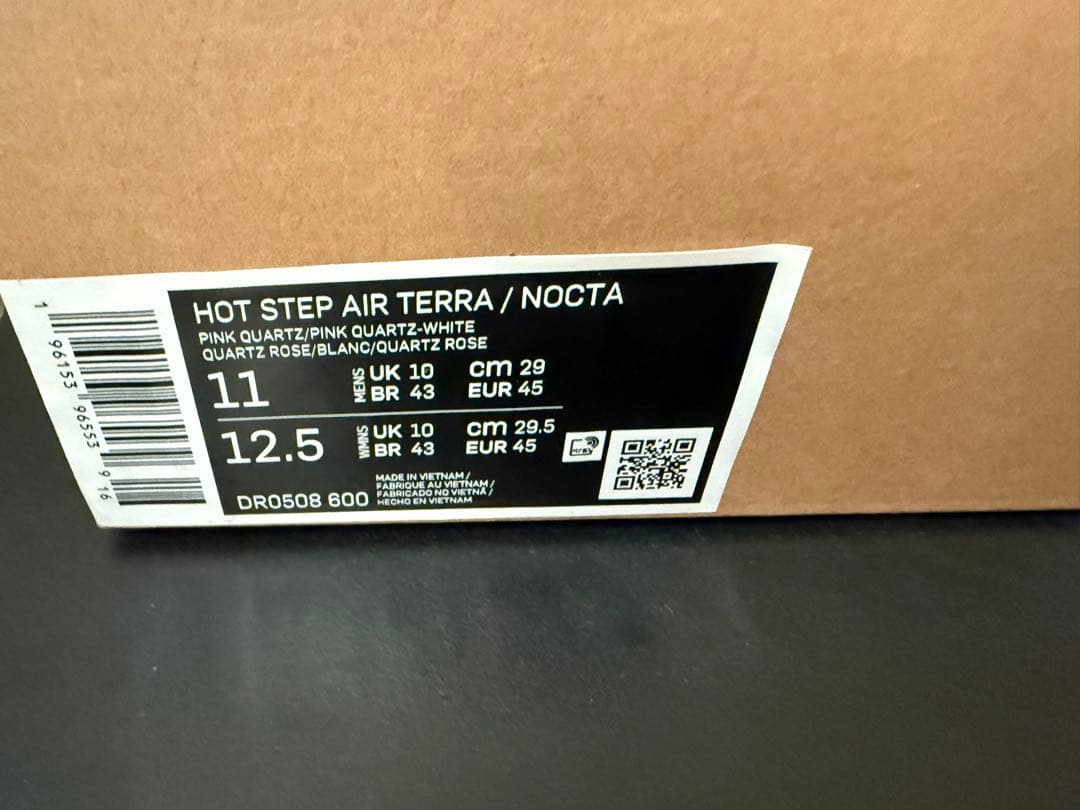 HOT STEP AIR TERRA / NOCTA
PINK QUARTZ/PINK QUARTZ-WHITE
QUARTZ ROSE/BLANC/QUARTZ ROSE
11 MENS UK 10 cm 29
BR 43 EUR 45
12.5 WMNS UK 10 cm 29.5
BR 43 EUR 45
DR0508 600
MADE IN VIETNAM /
FABRIQUE AU VIETNAM /
FABRICADO NO VIETNÃ /
HECHO EN VIETNAM
1 96153 96553 9 16